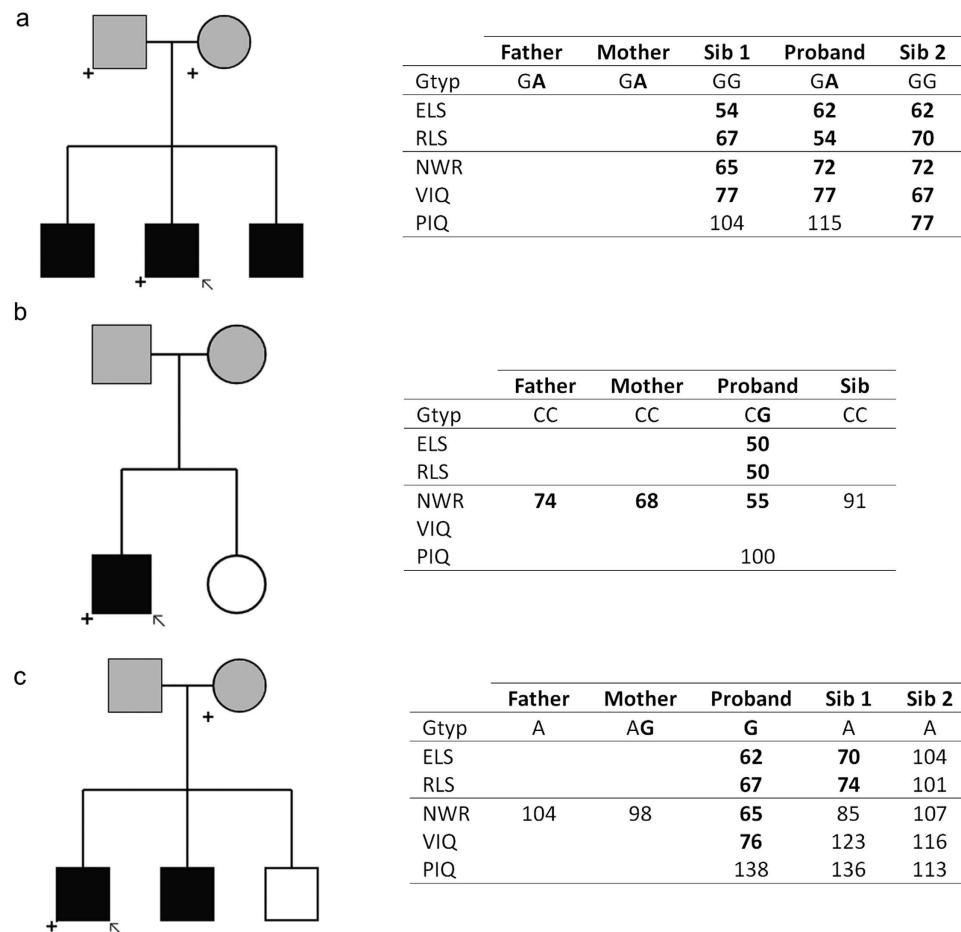 a
+ +
+
Father Mother Sib 1 Proband Sib 2
Gtyp GA GA GG GA GG
ELS 54 62 62
RLS 67 54 70
NWR 65 72 72
VIQ 77 77 67
PIQ 104 115 77
b
+
Father Mother Proband Sib
Gtyp CC CC CG CC
ELS 50
RLS 50
NWR 74 68 55 91
VIQ
PIQ 100
c
+
+
Father Mother Proband Sib 1 Sib 2
Gtyp A AG G A A
ELS 62 70 104
RLS 67 74 101
NWR 104 98 65 85 107
VIQ 76 123 116
PIQ 138 136 113